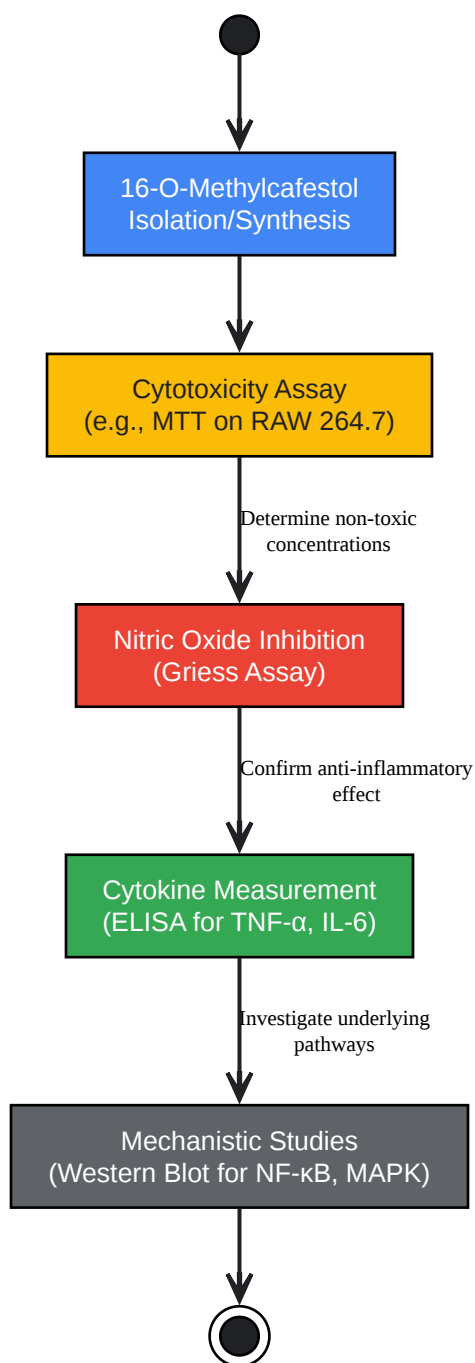 16-O-Methylcafestol
Isolation/Synthesis
Cytotoxicity Assay
(e.g., MTT on RAW 264.7)
Determine non-toxic
concentrations
Nitric Oxide Inhibition
(Griess Assay)
Confirm anti-inflammatory
effect
Cytokine Measurement
(ELISA for TNF-α, IL-6)
Investigate underlying
pathways
Mechanistic Studies
(Western Blot for NF-κB, MAPK)